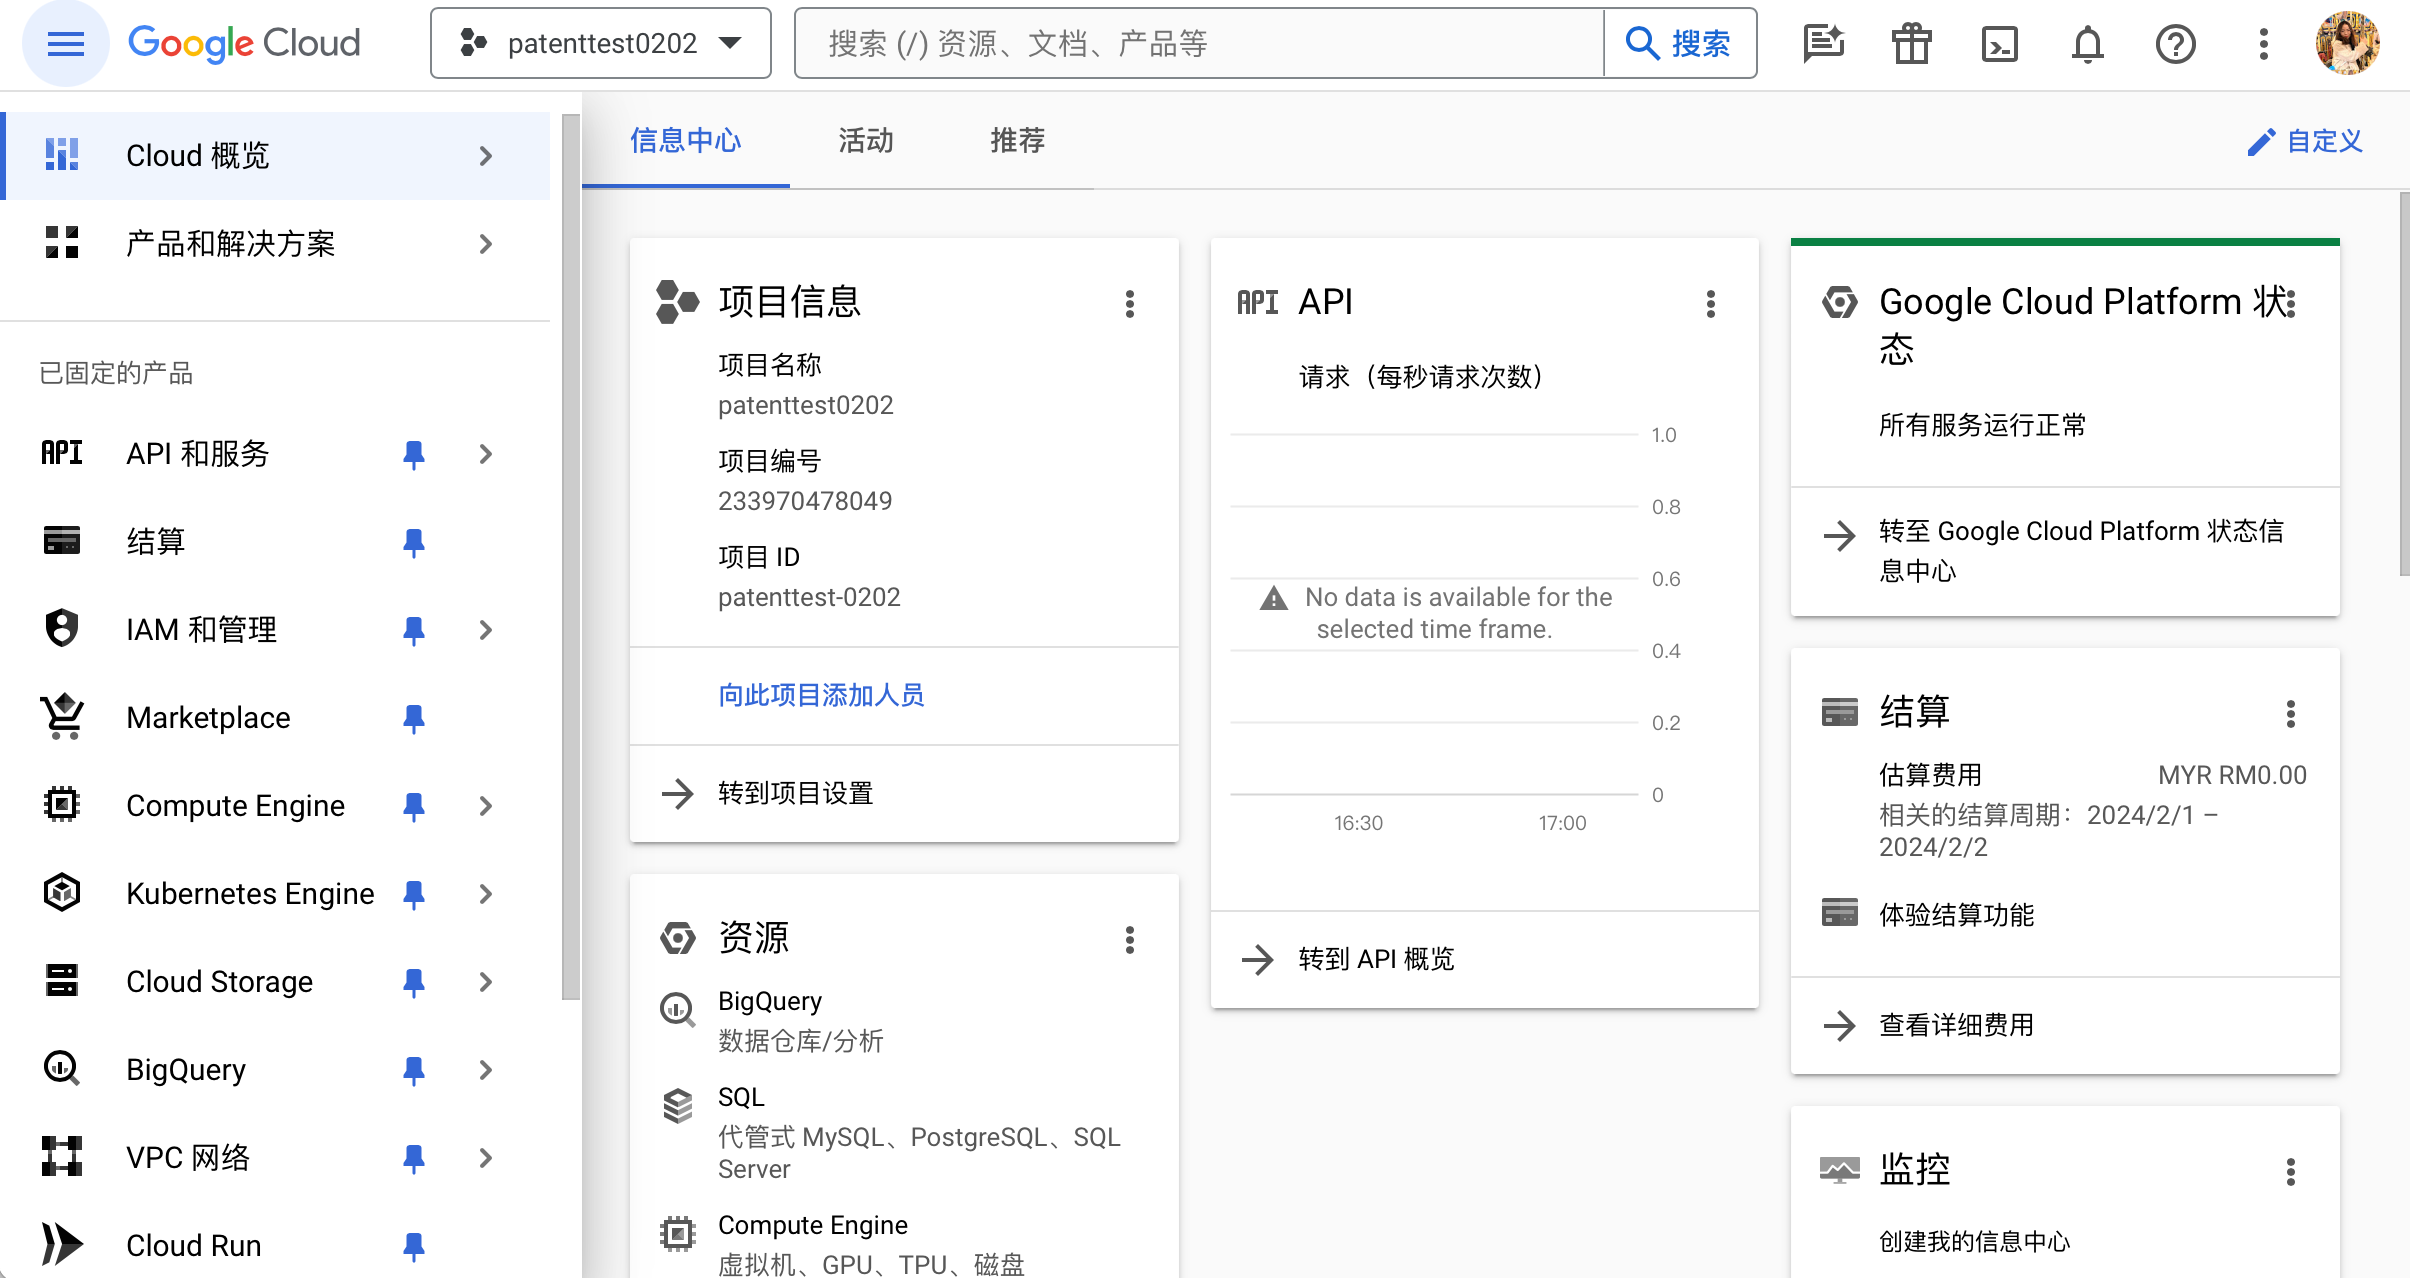 Google Cloud
patenttest0202
搜索 (/) 资源、文档、产品等
搜索
Cloud 概览
产品和解决方案
已固定的产品
API
API 和服务
结算
IAM 和管理
Marketplace
Compute Engine
Kubernetes Engine
Cloud Storage
BigQuery
VPC 网络
Cloud Run
信息中心
活动
推荐
自定义
项目信息
项目名称
patenttest0202
项目编号
233970478049
项目 ID
patenttest-0202
向此项目添加人员
转到项目设置
资源
BigQuery
数据仓库/分析
SQL
代管式 MySQL、PostgreSQL、SQL
Server
Compute Engine
虚拟机、GPU、TPU、磁盘
API API
请求（每秒请求次数）
1.0
0.8
0.6
No data is available for the
selected time frame.
0.4
0.2
0
16:30
17:00
转到 API 概览
Google Cloud Platform 状
态
所有服务运行正常
转至 Google Cloud Platform 状态信
息中心
结算
估算费用
MYR RM0.00
相关的结算周期：2024/2/1 –
2024/2/2
体验结算功能
查看详细费用
监控
创建我的信息中心